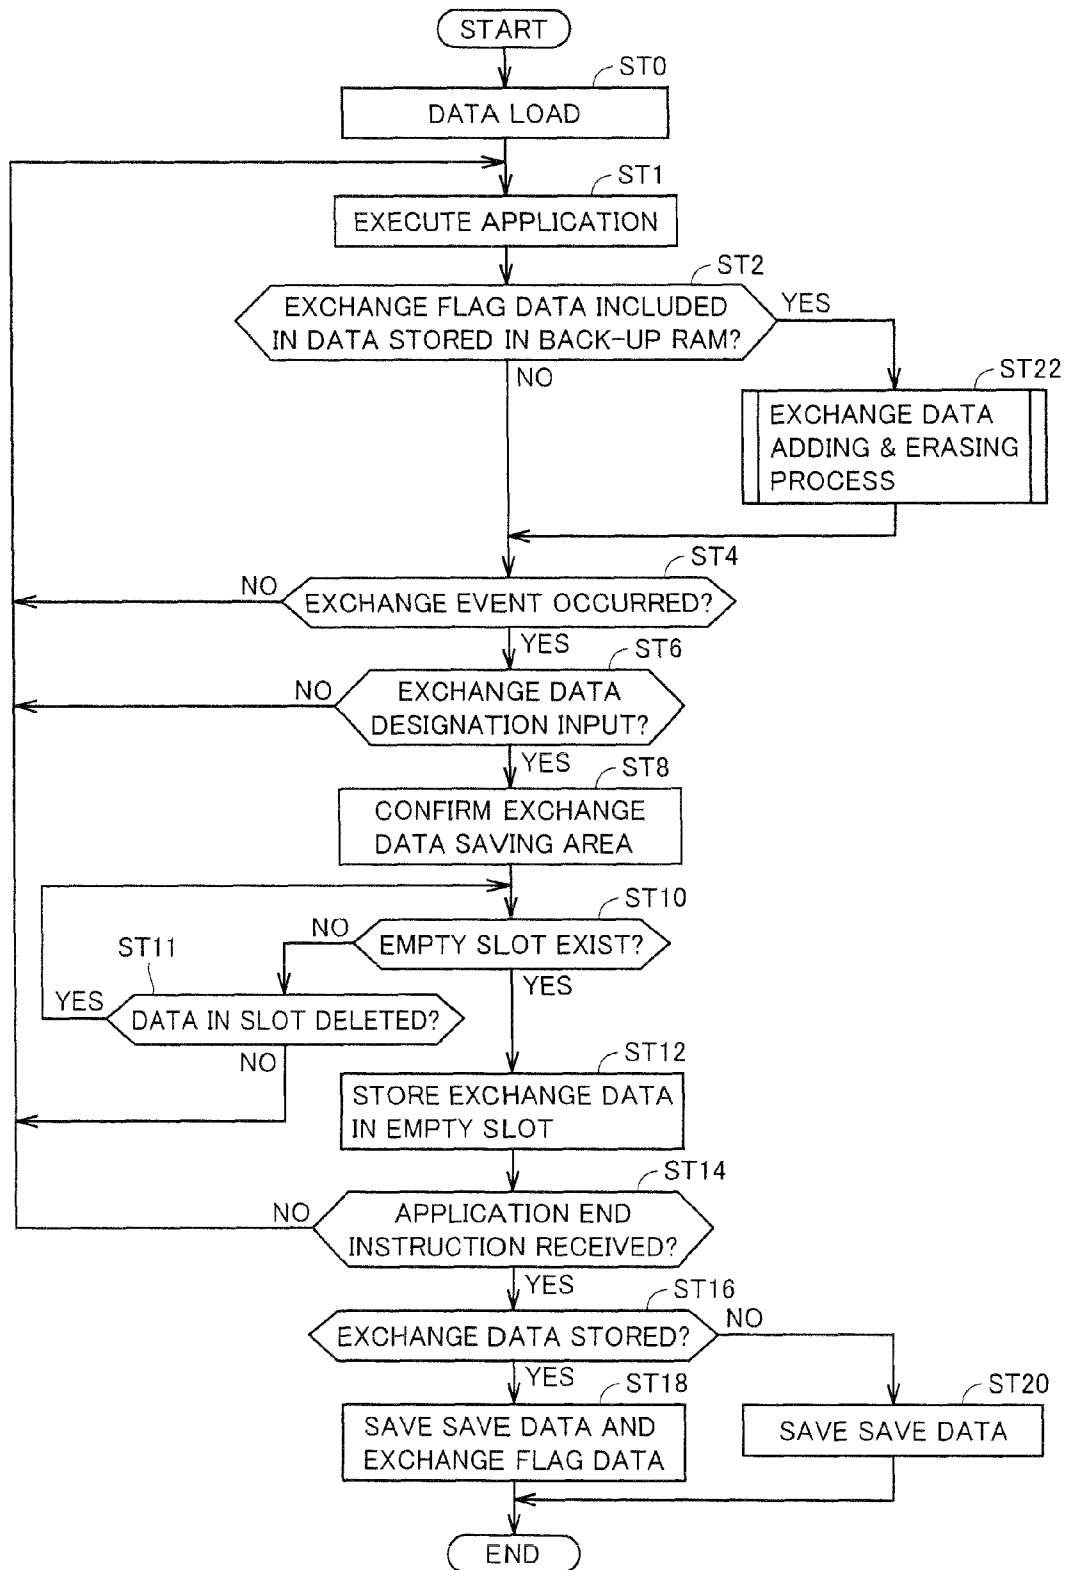 START
ST0
DATA LOAD
ST1
EXECUTE APPLICATION
ST2
EXCHANGE FLAG DATA INCLUDED
IN DATA STORED IN BACK-UP RAM?
YES
NO
ST22
EXCHANGE DATA
ADDING & ERASING
PROCESS
ST4
NO
EXCHANGE EVENT OCCURRED?
YES
ST6
NO
EXCHANGE DATA
DESIGNATION INPUT?
YES
ST8
CONFIRM EXCHANGE
DATA SAVING AREA
ST10
NO
EMPTY SLOT EXIST?
YES
ST11
YES
DATA IN SLOT DELETED?
NO
ST12
STORE EXCHANGE DATA
IN EMPTY SLOT
ST14
NO
APPLICATION END
INSTRUCTION RECEIVED?
YES
ST16
EXCHANGE DATA STORED?
NO
YES
ST18
SAVE SAVE DATA AND
EXCHANGE FLAG DATA
ST20
SAVE SAVE DATA
END